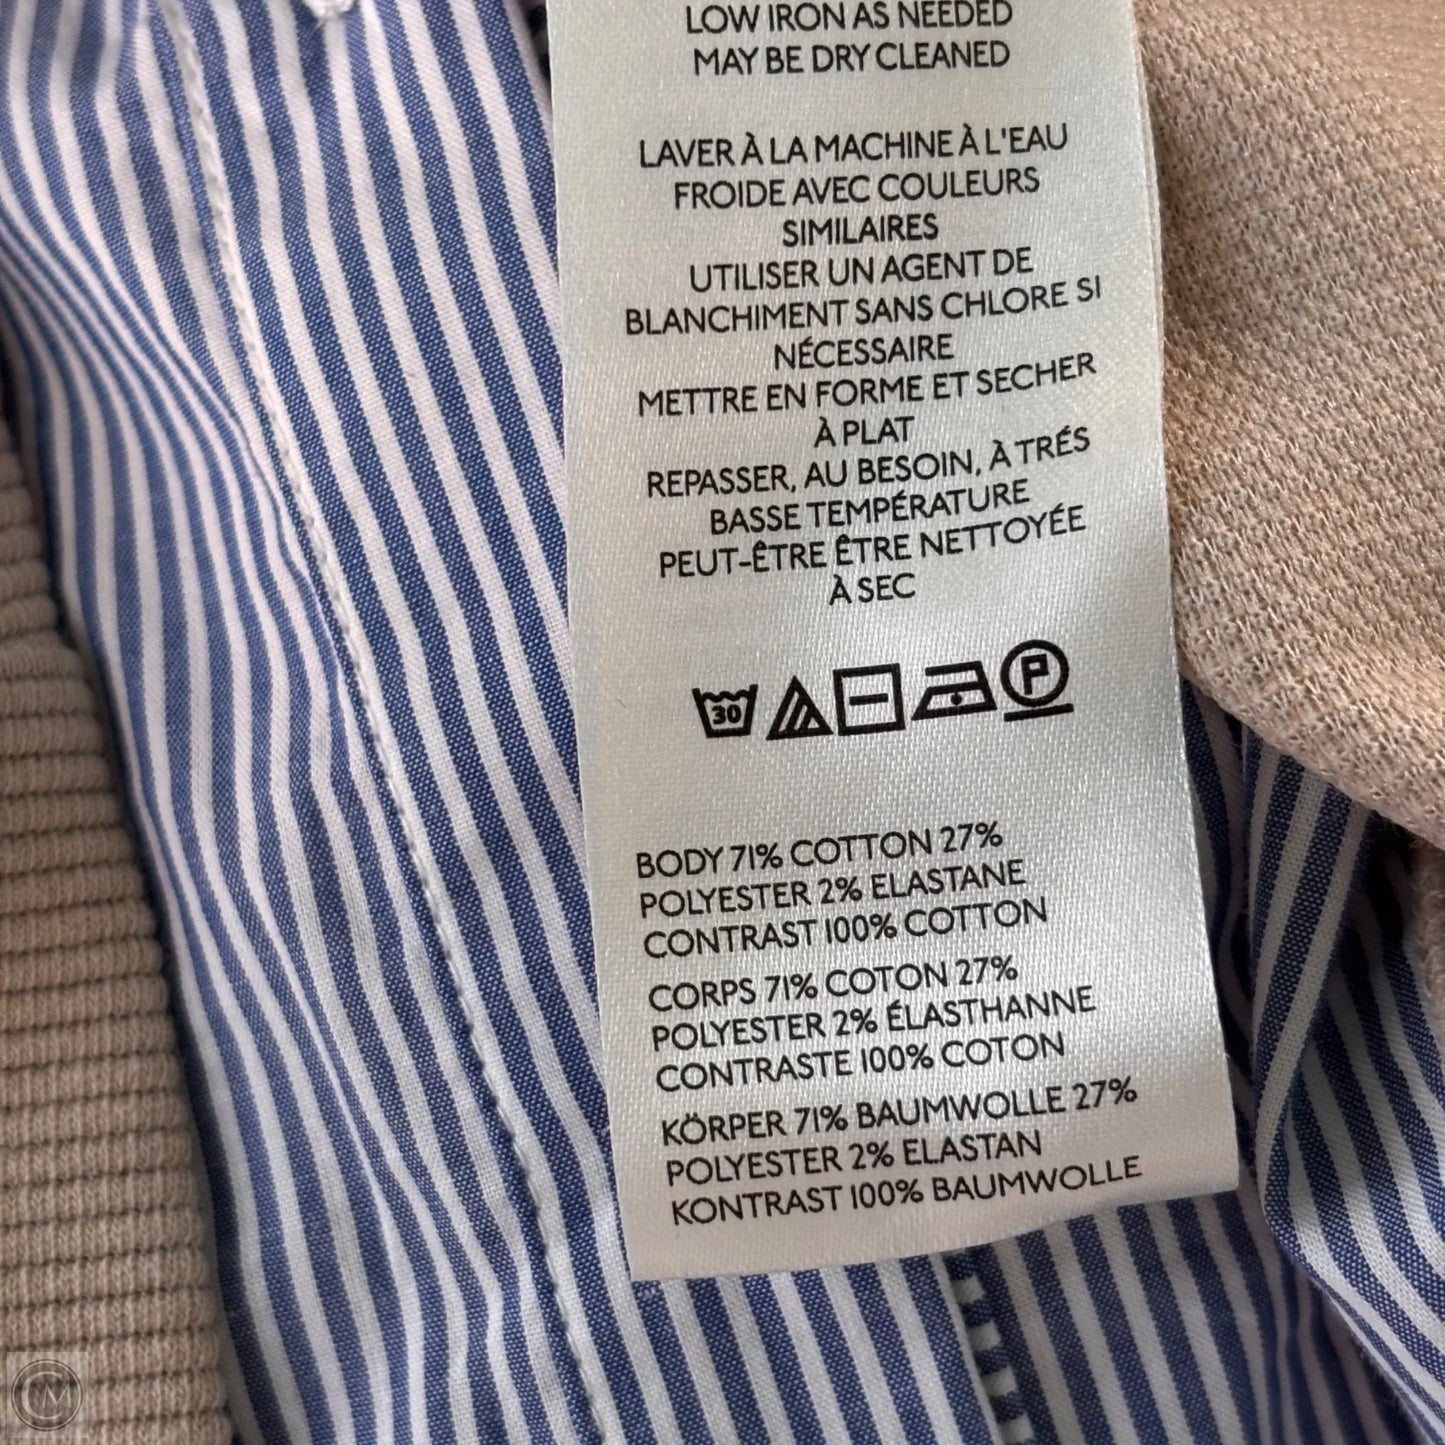 LOW IRON AS NEEDED
MAY BE DRY CLEANED
LAVER À LA MACHINE À L'EAU
FROIDE AVEC COULEURS
SIMILAIRES
UTILISER UN AGENT DE
BLANCHIMENT SANS CHLORE SI
NÉCESSAIRE
METTRE EN FORME ET SECHER
À PLAT
REPASSER, AU BESOIN, À TRÉS
BASSE TEMPÉRATURE
PEUT-ÊTRE ÊTRE NETTOYÉE
À SEC
30 P
BODY 71% COTTON 27%
POLYESTER 2% ELASTANE
CONTRAST 100% COTTON
CORPS 71% COTON 27%
POLYESTER 2% ÉLASTHANNE
CONTRASTE 100% COTON
KÖRPER 71% BAUMWOLLE 27%
POLYESTER 2% ELASTAN
KONTRAST 100% BAUMWOLLE
CM